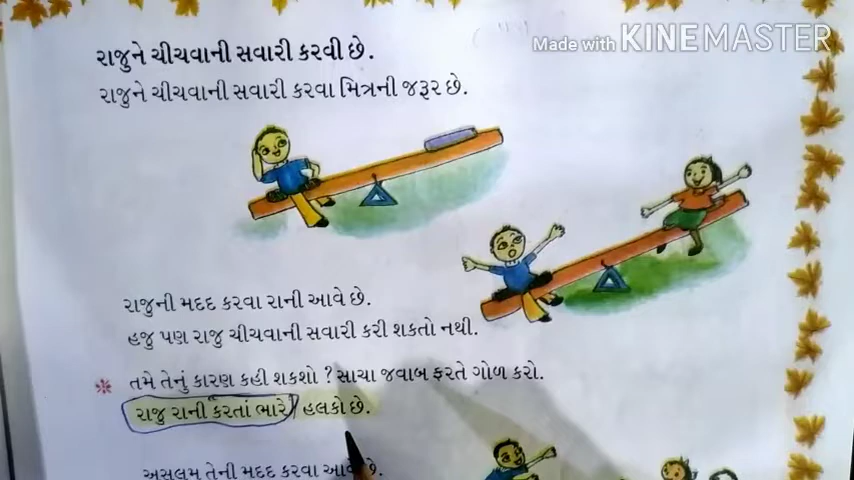 Made with KINEMASTER
રાજુને ચીચવાની સવારી કરવી છે.
રાજુને ચીચવાની સવારી કરવા મિત્રની જરૂર છે.
રાજુની મદદ કરવા રાની આવે છે.
હજુ પણ રાજુ ચીચવાની સવારી કરી શકતો નથી.
તમે તેનું કારણ કહી શકશો ? સાચા જવાબ ફરતે ગોળ કરો.
રાજુ રાની કરતાં ભારે / હલકો છે.
અસલમ તેની મદદ કરવા આવે છે.